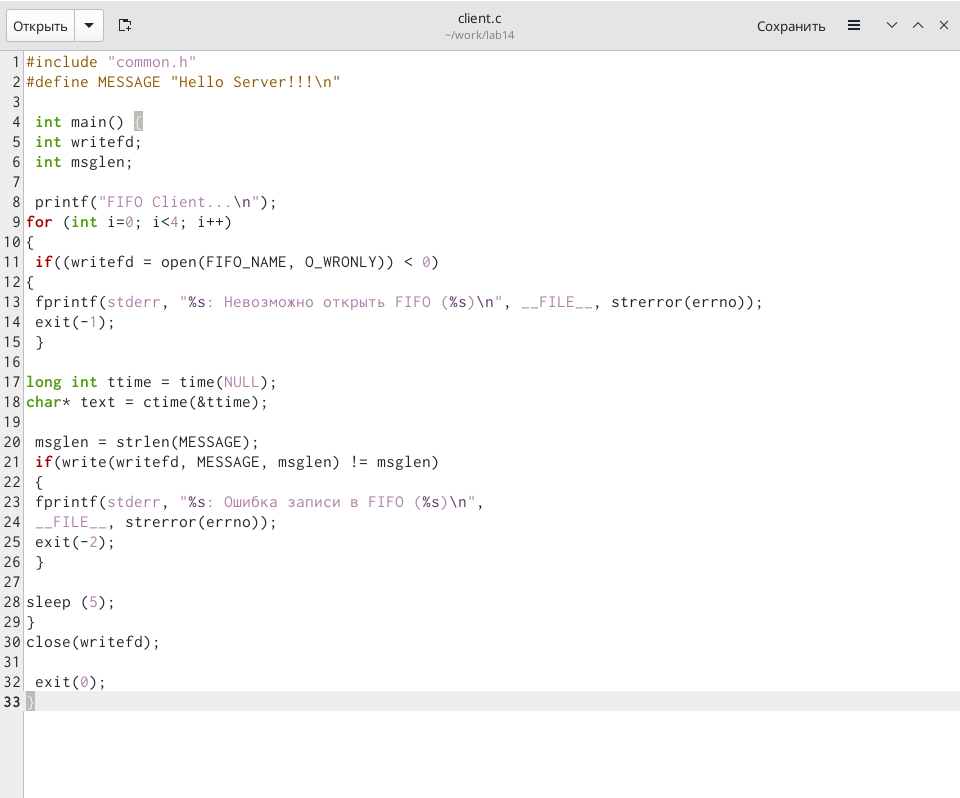 Открыть
client.c
~/work/lab14
Сохранить
1 #include "common.h"
2 #define MESSAGE "Hello Server!!!\n"
3
4 int main() {
5 int writefd;
6 int msglen;
7
8 printf("FIFO Client...\n");
9 for (int i=0; i<4; i++)
10 {
11 if((writefd = open(FIFO_NAME, O_WRONLY)) < 0)
12 {
13 fprintf(stderr, "%s: Невозможно открыть FIFO (%s)\n", __FILE__, strerror(errno));
14 exit(-1);
15 }
16
17 long int ttime = time(NULL);
18 char* text = ctime(&ttime);
19
20 msglen = strlen(MESSAGE);
21 if(write(writefd, MESSAGE, msglen) != msglen)
22 {
23 fprintf(stderr, "%s: Ошибка записи в FIFO (%s)\n",
24 __FILE__, strerror(errno));
25 exit(-2);
26 }
27
28 sleep (5);
29 }
30 close(writefd);
31
32 exit(0);
33 }